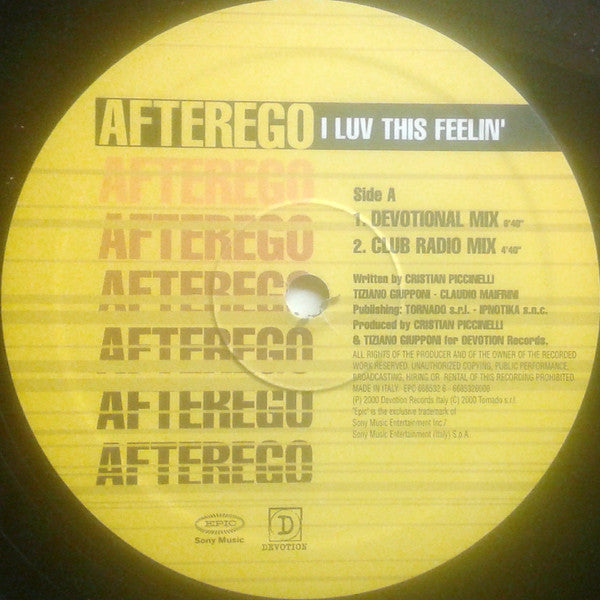 AFTEREGO I LUV THIS FEELIN'
AFTEREGO
AFTEREGO
AFTEREGO
AFTEREGO
AFTEREGO
AFTEREGO
Side A
1. DEVOTIONAL MIX 8'40"
2. CLUB RADIO MIX 4'40"
Written by CRISTIAN PICCINELLI
TIZIANO GIUPPONI - CLAUDIO MAIFRINI
Publishing: TORNADO s.r.l. - IPNOTIKA s.n.c.
Produced by CRISTIAN PICCINELLI
& TIZIANO GIUPPONI for DEVOTION Records.
ALL RIGHTS OF THE PRODUCER AND OF THE OWNER OF THE RECORDED
WORK RESERVED. UNAUTHORIZED COPYING, PUBLIC PERFORMANCE,
BROADCASTING, HIRING OR RENTAL OF THIS RECORDING PROHIBITED.
MADE IN ITALY EPC 669532 6 - 6695326000
(P) 2000 Devotion Records Italy (C) 2000 Tornado s.r.l.
"Epic" is the exclusive trademark of
Sony Music Entertainment Inc./
Sony Music Entertainment (Italy) S.p.A.
EPIC
Sony Music
D
DEVOTION